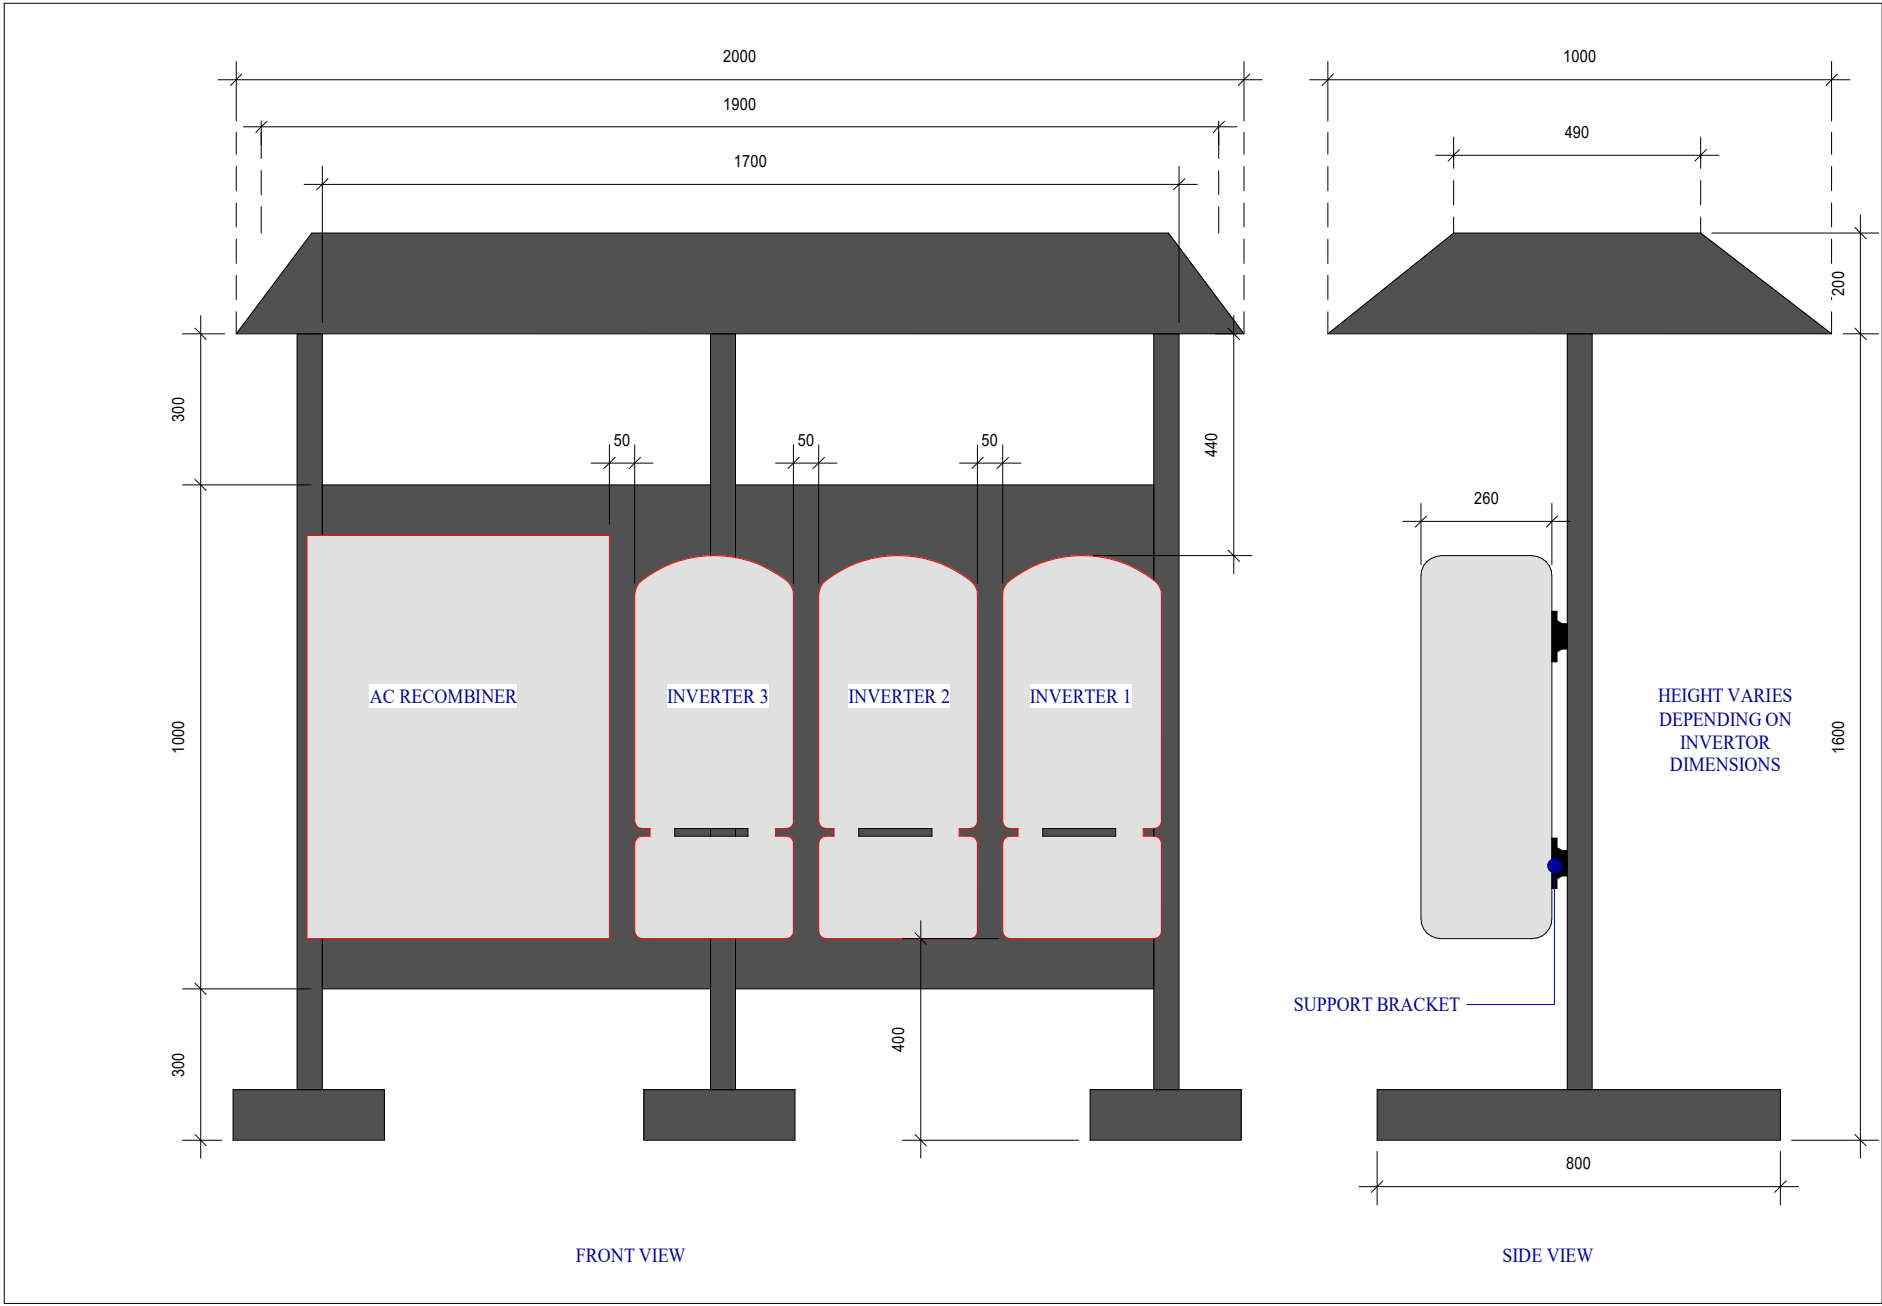 2000
1000
1900
490
1700
200
300
50
50
50
440
260
AC RECOMBINER
INVERTER 3
INVERTER 2
INVERTER 1
HEIGHT VARIES
DEPENDING ON
INVERTOR
DIMENSIONS
1000
1600
SUPPORT BRACKET
300
400
800
FRONT VIEW
SIDE VIEW